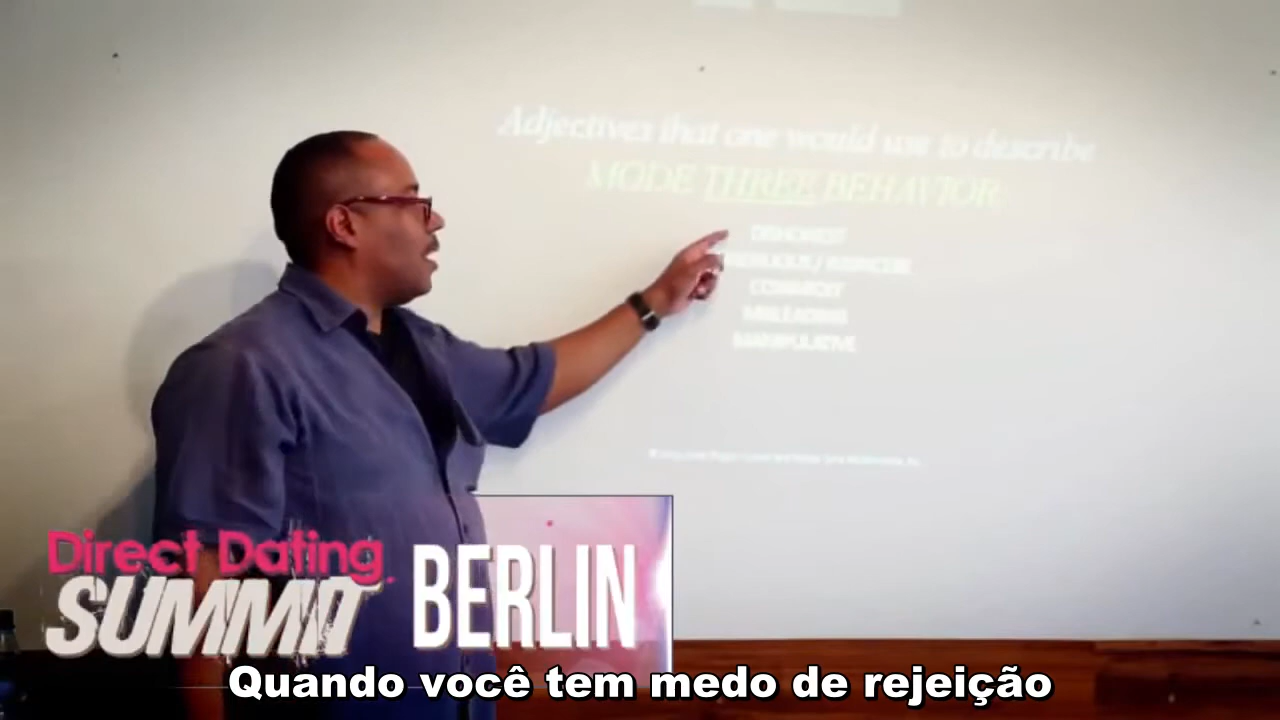 Adjectives that one would use to describe
MODE THREE BEHAVIOR:
DISHONEST
MISLEADING
MANIPULATIVE
Direct Dating
SUMMIT
BERLIN
Quando você tem medo de rejeição